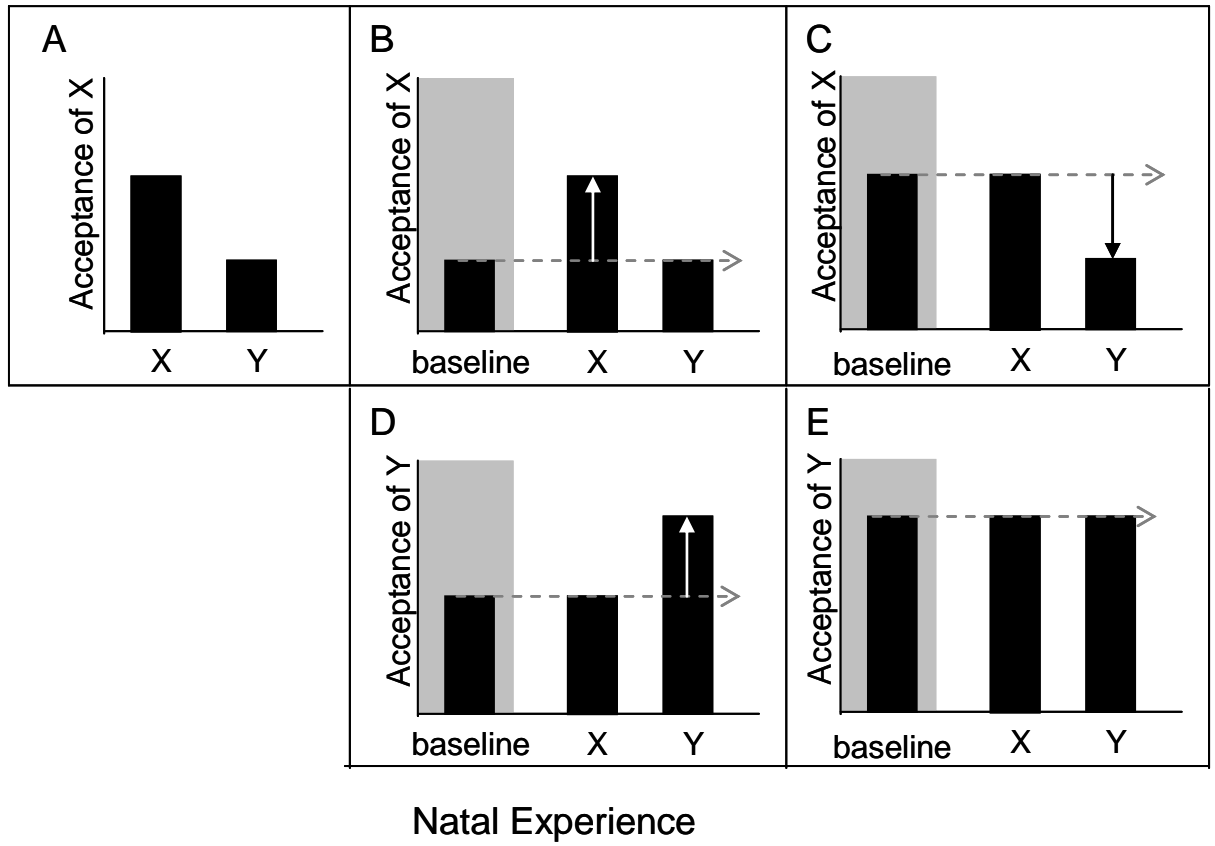 A
Acceptance of X
X Y
B
Acceptance of X
baseline X Y
C
Acceptance of X
baseline X Y
D
Acceptance of Y
baseline X Y
E
Acceptance of Y
baseline X Y
Natal Experience